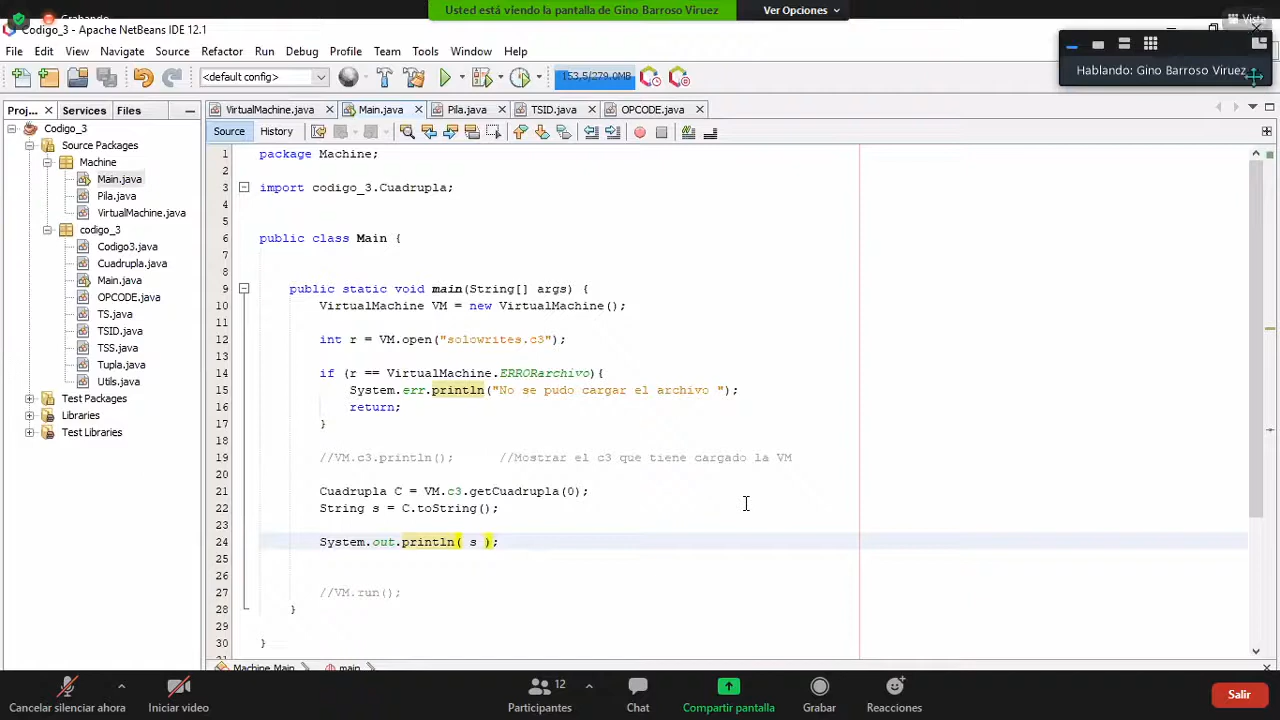 Grabando
Usted está viendo la pantalla de Gino Barroso Viruez
Ver Opciones
Vista
Codigo_3 - Apache NetBeans IDE 12.1
File Edit View Navigate Source Refactor Run Debug Profile Team Tools Window Help
Hablando: Gino Barroso Viruez
<default config>
153.5/279.0MB
Proj... Services Files
VirtualMachine.java Main.java Pila.java TSID.java OPCODE.java
Source History
Codigo_3
Source Packages
Machine
Main.java
Pila.java
VirtualMachine.java
codigo_3
Codigo3.java
Cuadrupla.java
Main.java
OPCODE.java
TS.java
TSID.java
TSS.java
Tupla.java
Utils.java
Test Packages
Libraries
Test Libraries
1 package Machine;
2
3 import codigo_3.Cuadrupla;
4
5
6 public class Main {
7
8
9 public static void main(String[] args) {
10 VirtualMachine VM = new VirtualMachine();
11
12 int r = VM.open("solowrites.c3");
13
14 if (r == VirtualMachine.ERRORarchivo){
15 System.err.println("No se pudo cargar el archivo ");
16 return;
17 }
18
19 //VM.c3.println(); //Mostrar el c3 que tiene cargado la VM
20
21 Cuadrupla C = VM.c3.getCuadrupla(0);
22 String s = C.toString();
23
24 System.out.println( s );
25
26
27 //VM.run();
28 }
29
30 }
Machine.Main main
Cancelar silenciar ahora
Iniciar video
12
Participantes
Chat
Compartir pantalla
Grabar
Reacciones
Salir